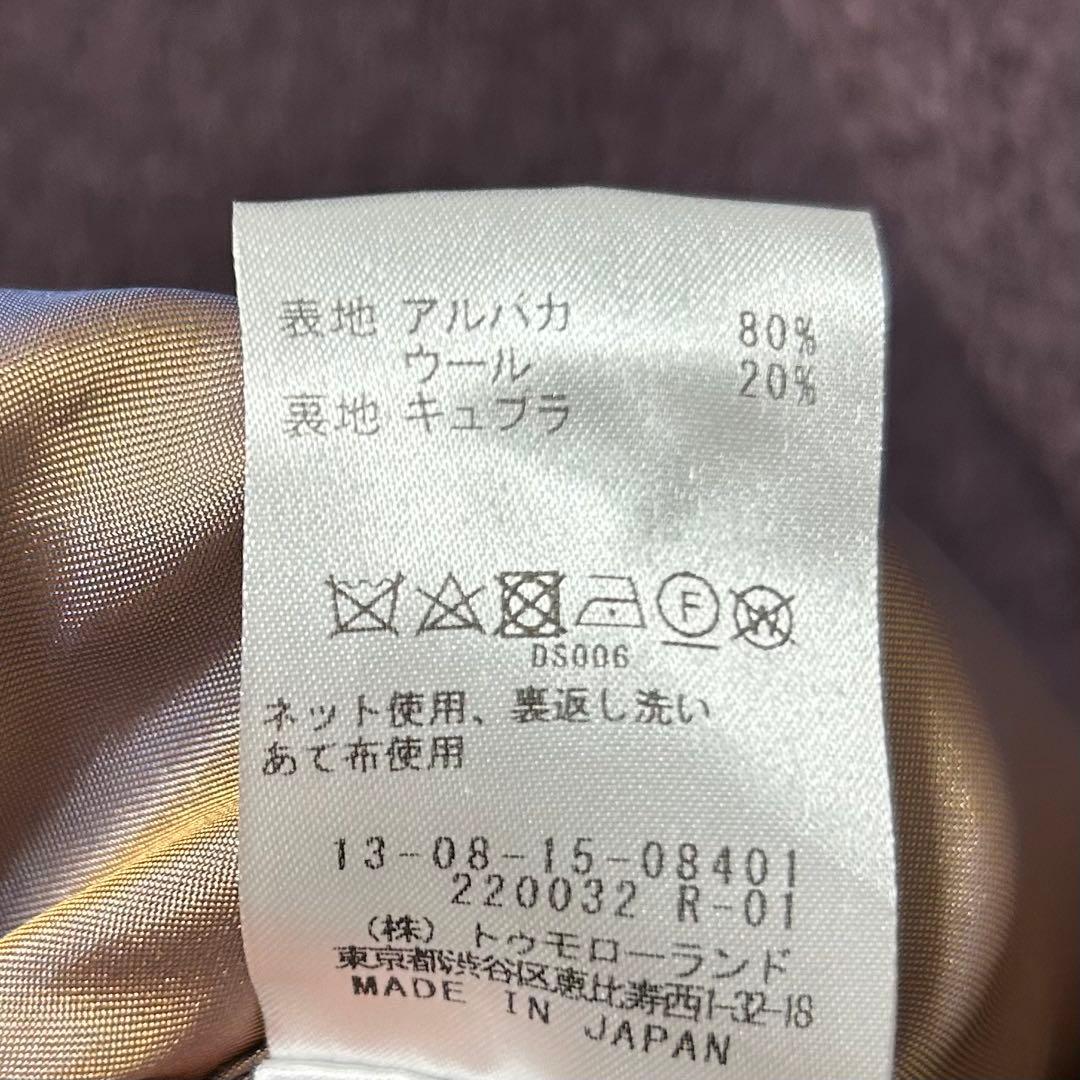 表地 アルパカ 80%
ウール 20%
裏地 キュプラ
F W
DS006
ネット使用、裏返し洗い
あて布使用
13-08-15-08401
220032 R-01
(株) トゥモローランド
東京都渋谷区恵比寿西1-32-18
MADE IN JAPAN